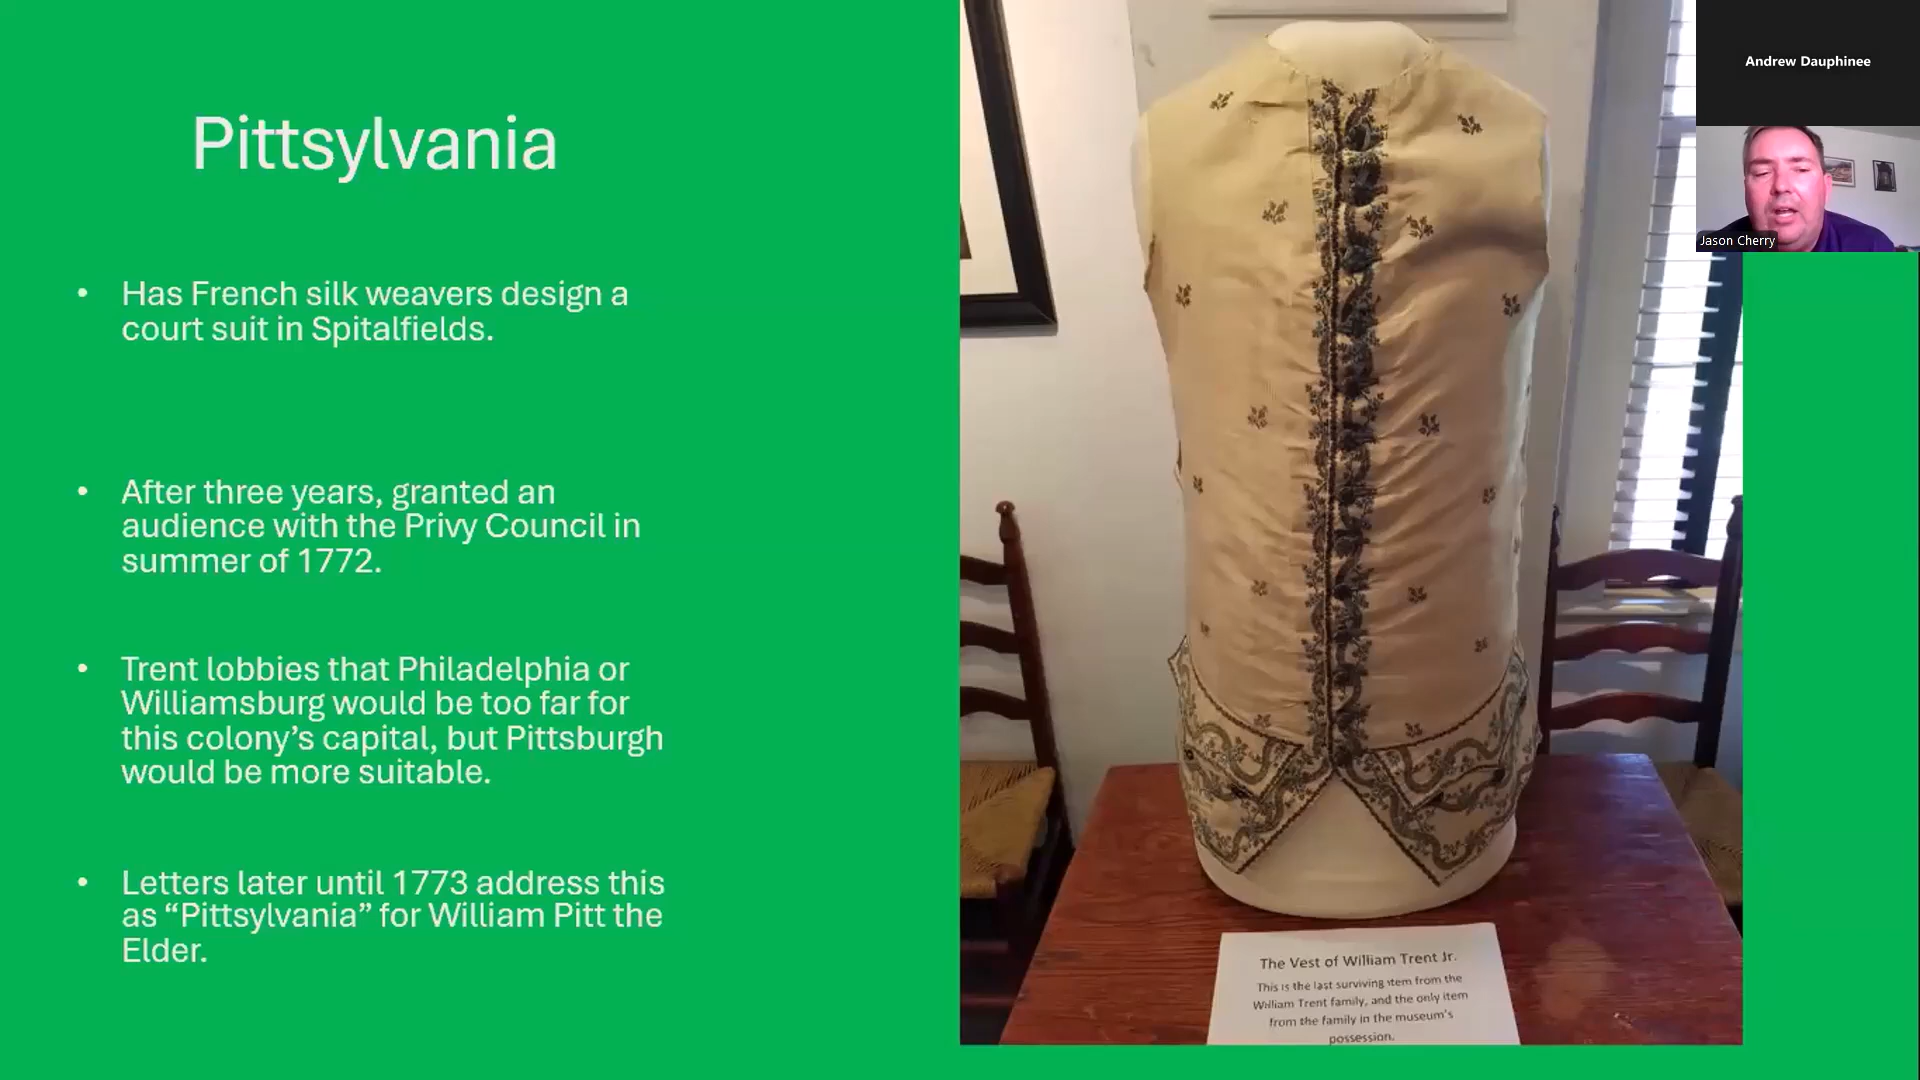 Pittsylvania
• Has French silk weavers design a
court suit in Spitalfields.
• After three years, granted an
audience with the Privy Council in
summer of 1772.
• Trent lobbies that Philadelphia or
Williamsburg would be too far for
this colony’s capital, but Pittsburgh
would be more suitable.
• Letters later until 1773 address this
as “Pittsylvania” for William Pitt the
Elder.
The Vest of William Trent Jr.
This is the last surviving item from the
William Trent family, and the only item
from the family in the museum's
possession.
Andrew Dauphinee
Jason Cherry